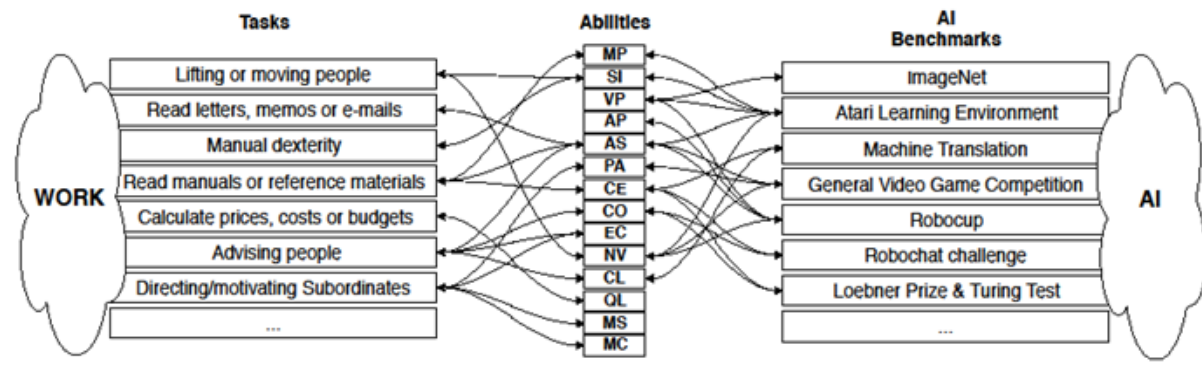 Tasks
Abilities
AI
Benchmarks
WORK
Lifting or moving people
Read letters, memos or e-mails
Manual dexterity
Read manuals or reference materials
Calculate prices, costs or budgets
Advising people
Directing/motivating Subordinates
...
MP
SI
VP
AP
AS
PA
CE
CO
EC
NV
CL
QL
MS
MC
ImageNet
Atari Learning Environment
Machine Translation
General Video Game Competition
Robocup
Robochat challenge
Loebner Prize & Turing Test
...
AI